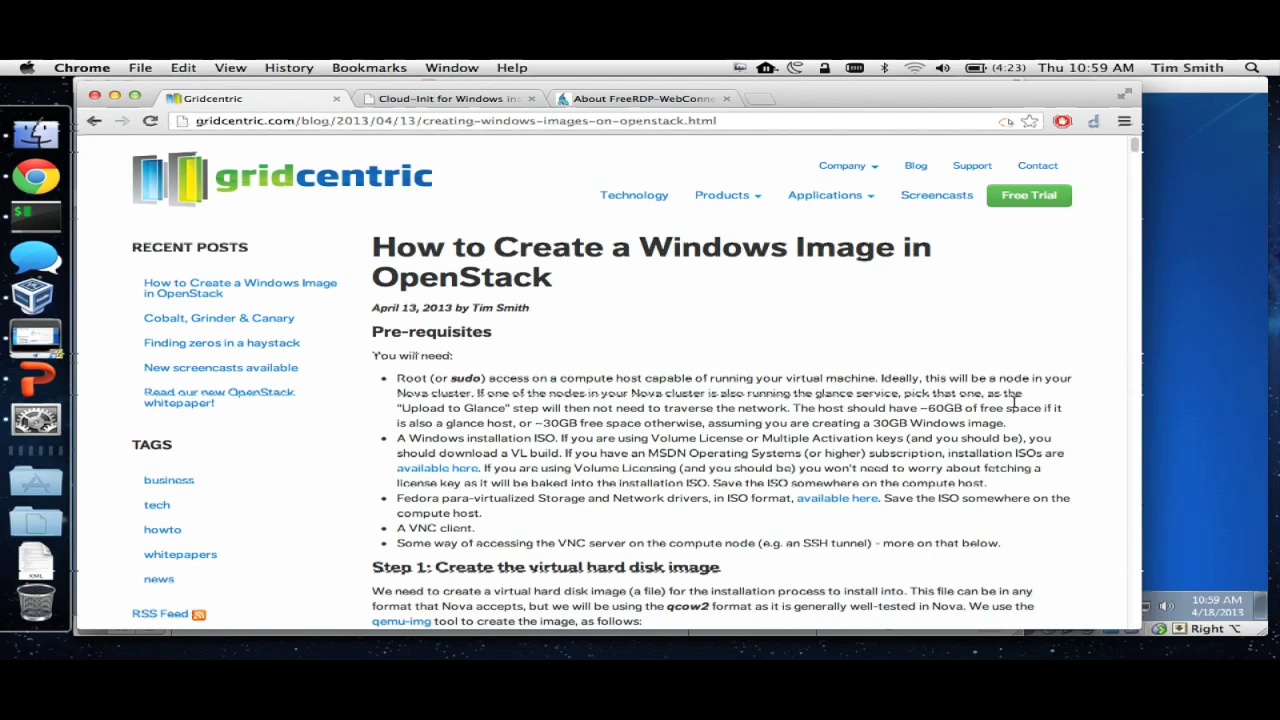 Chrome File Edit View History Bookmarks Window Help (4:23) Thu 10:59 AM Tim Smith
Gridcentric Cloud-Init for Windows in About FreeRDP-WebConne
gridcentric.com/blog/2013/04/13/creating-windows-images-on-openstack.html
gridcentric
Company Blog Support Contact
Technology Products Applications Screencasts Free Trial
RECENT POSTS
How to Create a Windows Image
in OpenStack
Cobalt, Grinder & Canary
Finding zeros in a haystack
New screencasts available
Read our new OpenStack
whitepaper!
TAGS
business
tech
howto
whitepapers
news
RSS Feed
How to Create a Windows Image in
OpenStack
April 13, 2013 by Tim Smith
Pre-requisites
You will need:
• Root (or sudo) access on a compute host capable of running your virtual machine. Ideally, this will be a node in your
Nova cluster. If one of the nodes in your Nova cluster is also running the glance service, pick that one, as the
"Upload to Glance" step will then not need to traverse the network. The host should have ~60GB of free space if it
is also a glance host, or ~30GB free space otherwise, assuming you are creating a 30GB Windows image.
• A Windows installation ISO. If you are using Volume License or Multiple Activation keys (and you should be), you
should download a VL build. If you have an MSDN Operating Systems (or higher) subscription, installation ISOs are
available here. If you are using Volume Licensing (and you should be) you won't need to worry about fetching a
license key as it will be baked into the installation ISO. Save the ISO somewhere on the compute host.
• Fedora para-virtualized Storage and Network drivers, in ISO format, available here. Save the ISO somewhere on the
compute host.
• A VNC client.
• Some way of accessing the VNC server on the compute node (e.g. an SSH tunnel) - more on that below.
Step 1: Create the virtual hard disk image
We need to create a virtual hard disk image (a file) for the installation process to install into. This file can be in any
format that Nova accepts, but we will be using the qcow2 format as it is generally well-tested in Nova. We use the
qemu-img tool to create the image, as follows:
10:59 AM
4/18/2013
Right ⌥
XML